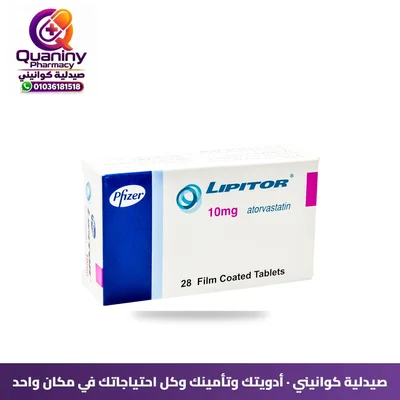 Quaniny
Pharmacy
صيدلية كوانيني
01036181518
Pfizer
LIPITOR®
10mg atorvastatin
28 Film Coated Tablets
صيدلية كوانيني · أدويتك وتأمينك وكل احتياجاتك في مكان واحد